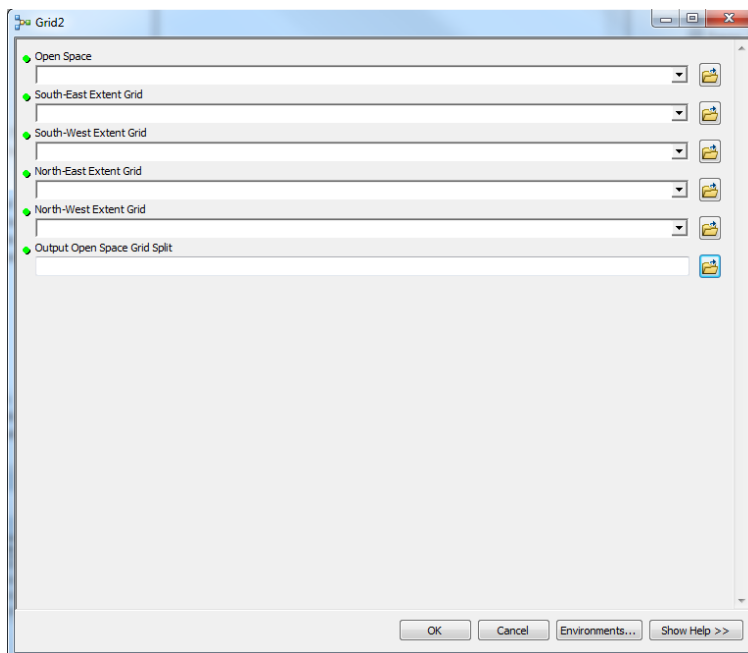 Grid2
Open Space
South-East Extent Grid
South-West Extent Grid
North-East Extent Grid
North-West Extent Grid
Output Open Space Grid Split
OK Cancel Environments... Show Help >>